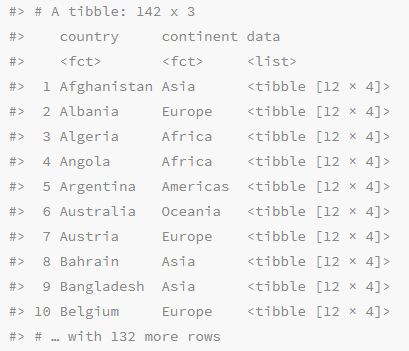 #> # A tibble: 142 x 3
#>    country     continent data
#>    <fct>       <fct>     <list>
#>  1 Afghanistan Asia      <tibble [12 × 4]>
#>  2 Albania     Europe    <tibble [12 × 4]>
#>  3 Algeria     Africa    <tibble [12 × 4]>
#>  4 Angola      Africa    <tibble [12 × 4]>
#>  5 Argentina   Americas  <tibble [12 × 4]>
#>  6 Australia   Oceania   <tibble [12 × 4]>
#>  7 Austria     Europe    <tibble [12 × 4]>
#>  8 Bahrain     Asia      <tibble [12 × 4]>
#>  9 Bangladesh  Asia      <tibble [12 × 4]>
#> 10 Belgium     Europe    <tibble [12 × 4]>
#> # … with 132 more rows